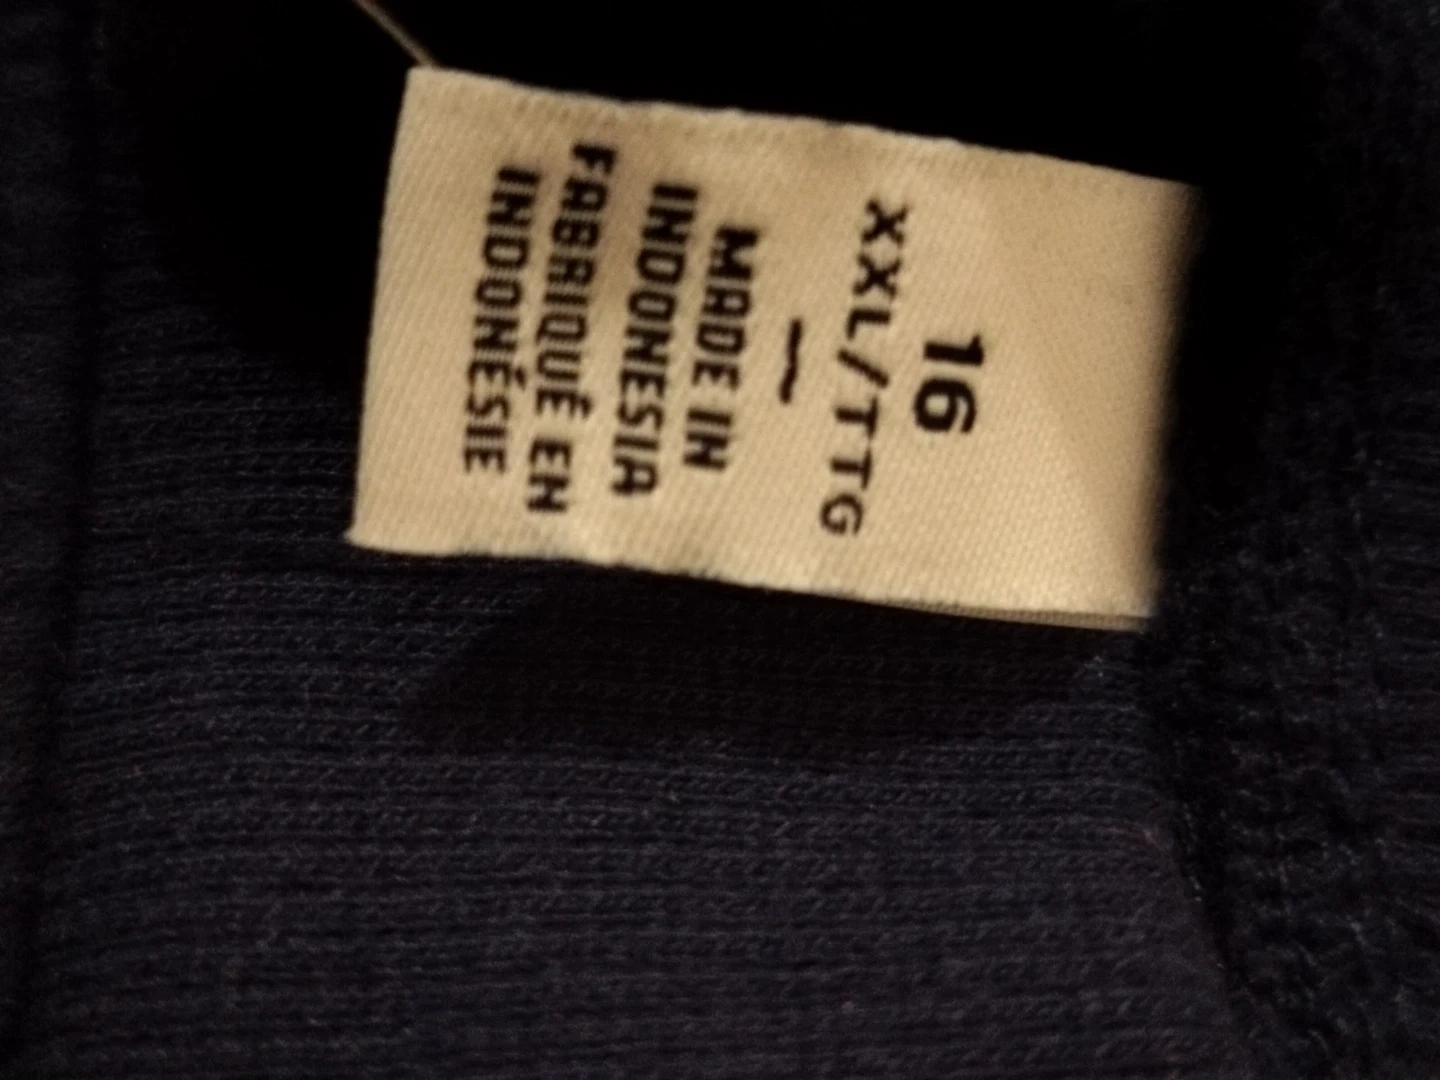 16
XXL/TTG
~
MADE IN
INDONESIA
FABRIQUÉ EN
INDONÉSIE